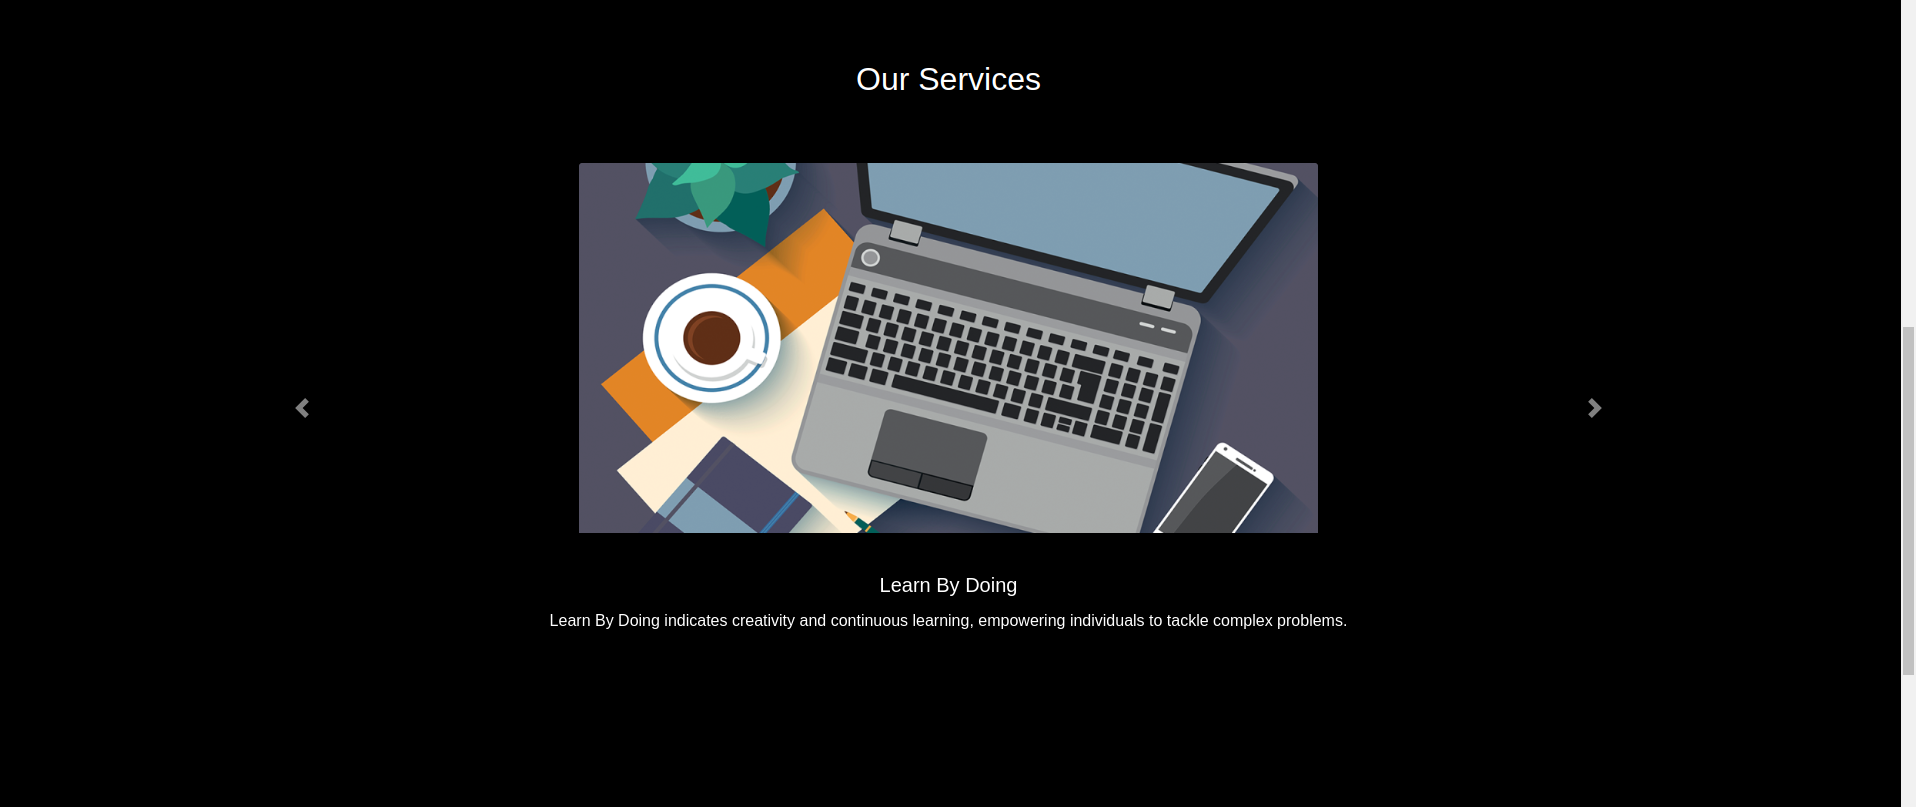 Our Services
Learn By Doing
Learn By Doing indicates creativity and continuous learning, empowering individuals to tackle complex problems.